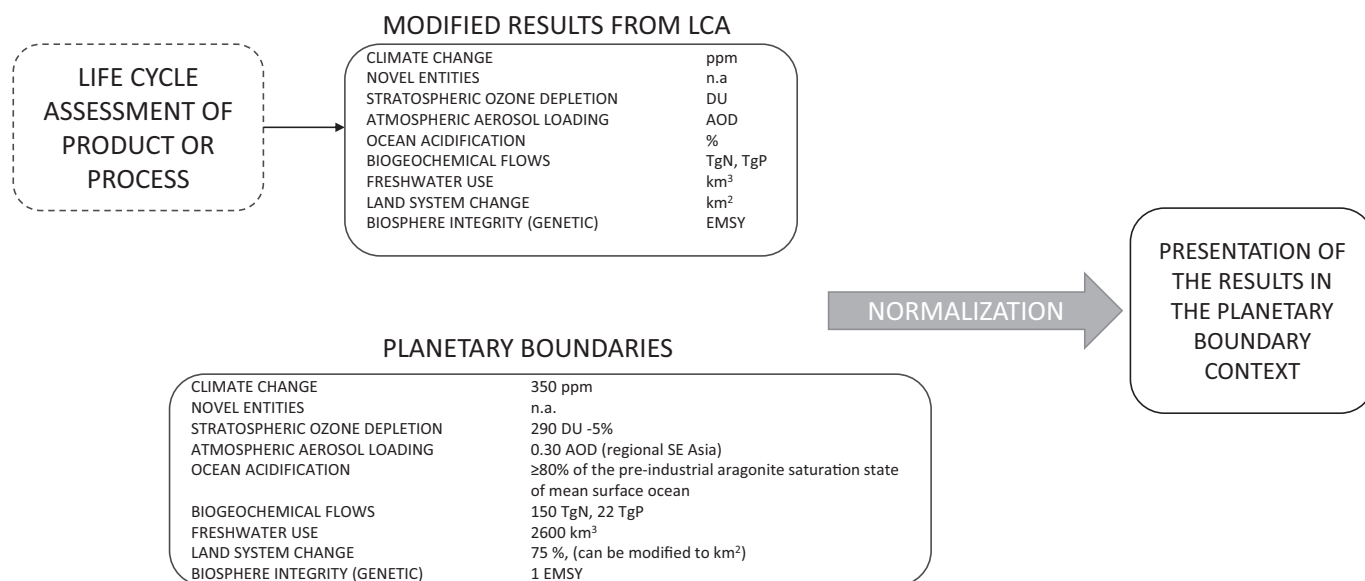 MODIFIED RESULTS FROM LCA
LIFE CYCLE
ASSESSMENT OF
PRODUCT OR
PROCESS
CLIMATE CHANGE ppm
NOVEL ENTITIES n.a
STRATOSPHERIC OZONE DEPLETION DU
ATMOSPHERIC AEROSOL LOADING AOD
OCEAN ACIDIFICATION %
BIOGEOCHEMICAL FLOWS TgN, TgP
FRESHWATER USE km³
LAND SYSTEM CHANGE km²
BIOSPHERE INTEGRITY (GENETIC) EMSY
NORMALIZATION
PRESENTATION OF
THE RESULTS IN
THE PLANETARY
BOUNDARY
CONTEXT
PLANETARY BOUNDARIES
CLIMATE CHANGE 350 ppm
NOVEL ENTITIES n.a.
STRATOSPHERIC OZONE DEPLETION 290 DU -5%
ATMOSPHERIC AEROSOL LOADING 0.30 AOD (regional SE Asia)
OCEAN ACIDIFICATION ≥80% of the pre-industrial aragonite saturation state
of mean surface ocean
BIOGEOCHEMICAL FLOWS 150 TgN, 22 TgP
FRESHWATER USE 2600 km³
LAND SYSTEM CHANGE 75 %, (can be modified to km²)
BIOSPHERE INTEGRITY (GENETIC) 1 EMSY